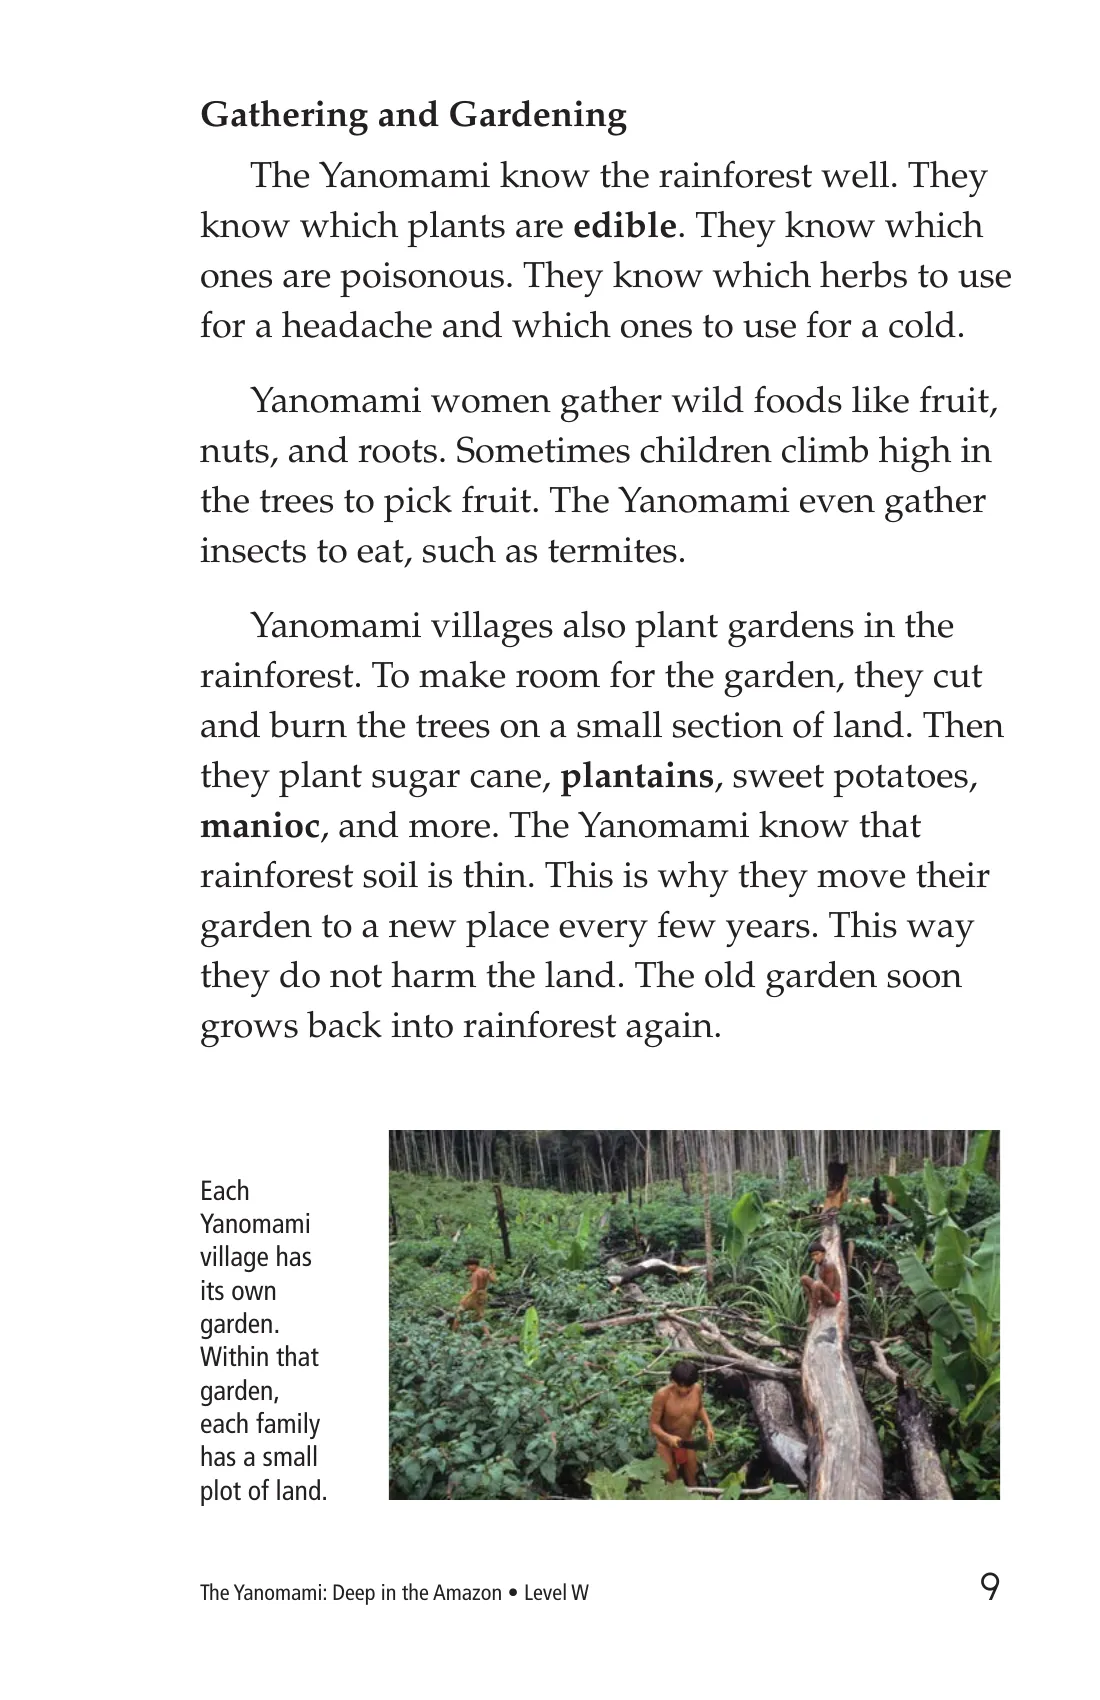 Gathering and Gardening
The Yanomami know the rainforest well. They
know which plants are edible. They know which
ones are poisonous. They know which herbs to use
for a headache and which ones to use for a cold.
Yanomami women gather wild foods like fruit,
nuts, and roots. Sometimes children climb high in
the trees to pick fruit. The Yanomami even gather
insects to eat, such as termites.
Yanomami villages also plant gardens in the
rainforest. To make room for the garden, they cut
and burn the trees on a small section of land. Then
they plant sugar cane, plantains, sweet potatoes,
manioc, and more. The Yanomami know that
rainforest soil is thin. This is why they move their
garden to a new place every few years. This way
they do not harm the land. The old garden soon
grows back into rainforest again.
Each
Yanomami
village has
its own
garden.
Within that
garden,
each family
has a small
plot of land.
The Yanomami: Deep in the Amazon • Level W
9